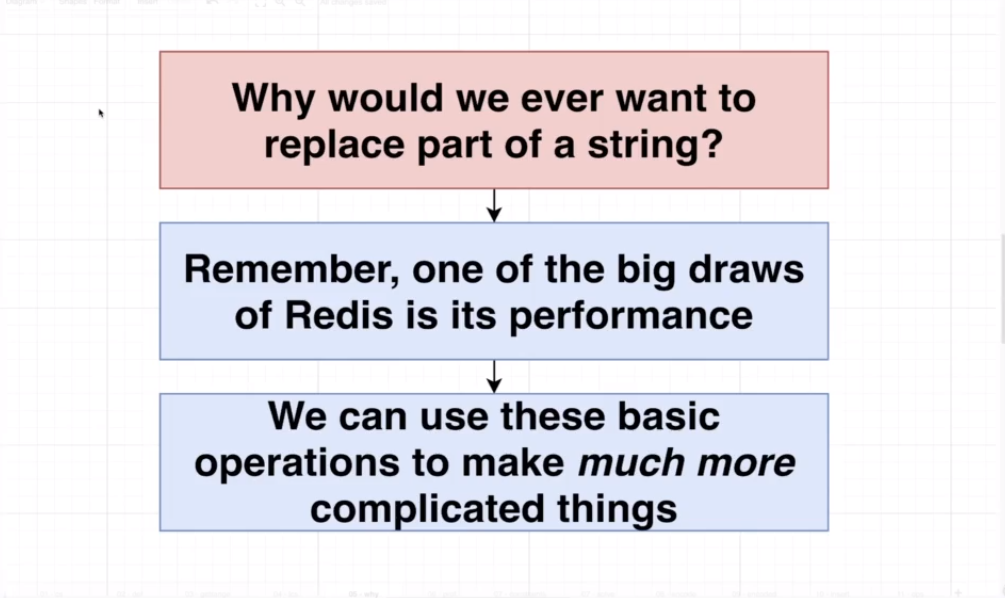 Why would we ever want to
replace part of a string?
Remember, one of the big draws
of Redis is its performance
We can use these basic
operations to make much more
complicated things